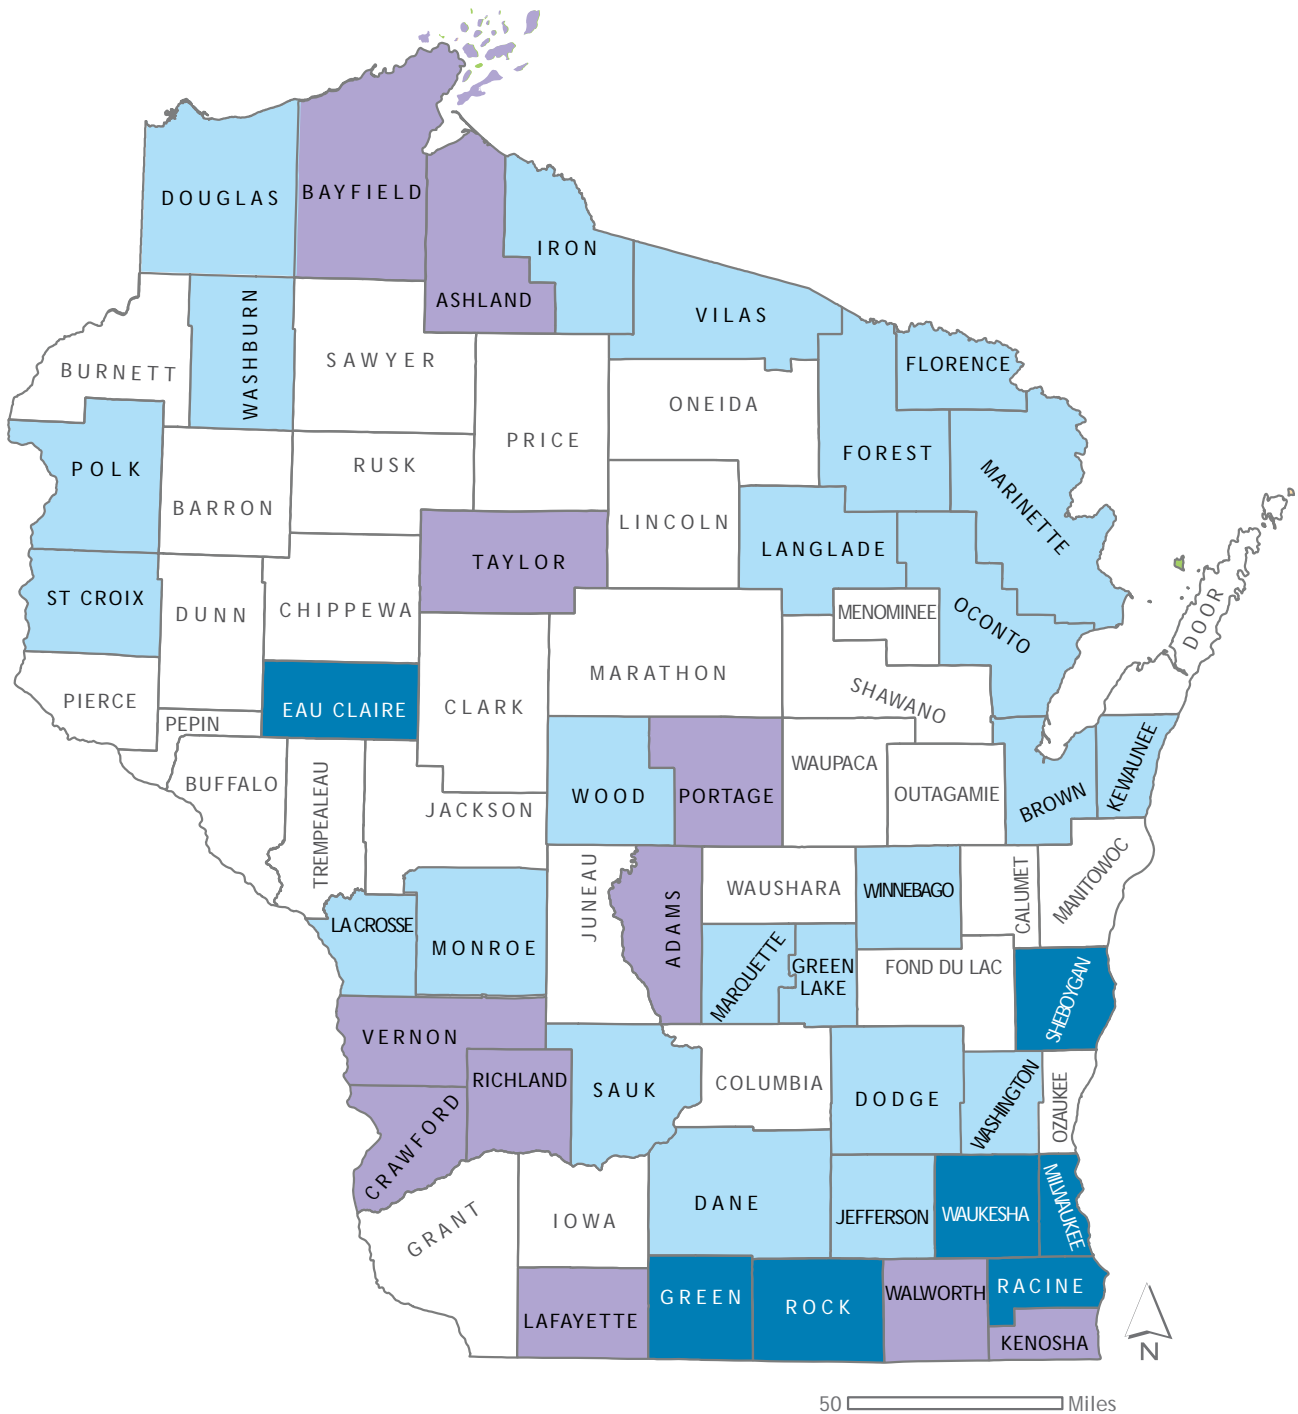 BAYFIELD
DOUGLAS
IRON
ASHLAND
VILAS
WASHBURN
SAWYER
FLORENCE
BURNETT
ONEIDA
PRICE
FOREST
POLK
RUSK
MARINETTE
BARRON
LINCOLN
LANGLADE
TAYLOR
ST CROIX
DUNN
CHIPPEWA
MENOMINEE
OCONTO
DOOR
MARATHON
PIERCE
EAU CLAIRE
CLARK
SHAWANO
PEPIN
WAUPACA
KEWAUNEE
BUFFALO
WOOD
PORTAGE
OUTAGAMIE
BROWN
TREMPEALEAU
JACKSON
MANITOWOC
JUNEAU
WAUSHARA
WINNEBAGO
CALUMET
LA CROSSE
ADAMS
MONROE
MARQUETTE
GREEN
LAKE
FOND DU LAC
SHEBOYGAN
VERNON
RICHLAND
SAUK
COLUMBIA
DODGE
WASHINGTON
OZAUKEE
CRAWFORD
DANE
JEFFERSON
WAUKESHA
MILWAUKEE
GRANT
IOWA
GREEN
ROCK
WALWORTH
RACINE
LAFAYETTE
KENOSHA
N
50 Miles